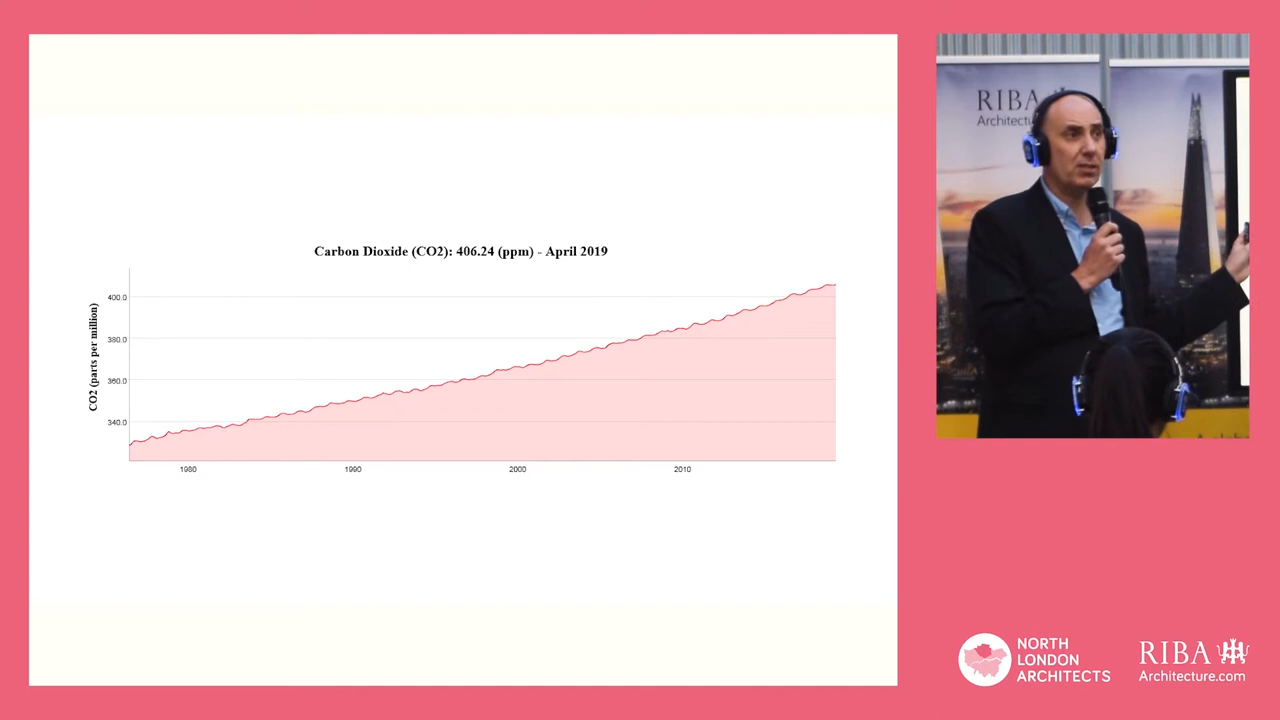 Carbon Dioxide (CO2): 406.24 (ppm) - April 2019
CO2 (parts per million)
400.0
380.0
360.0
340.0
1980
1990
2000
2010
RIBA
Architectu
NORTH
LONDON
ARCHITECTS
RIBA
Architecture.com